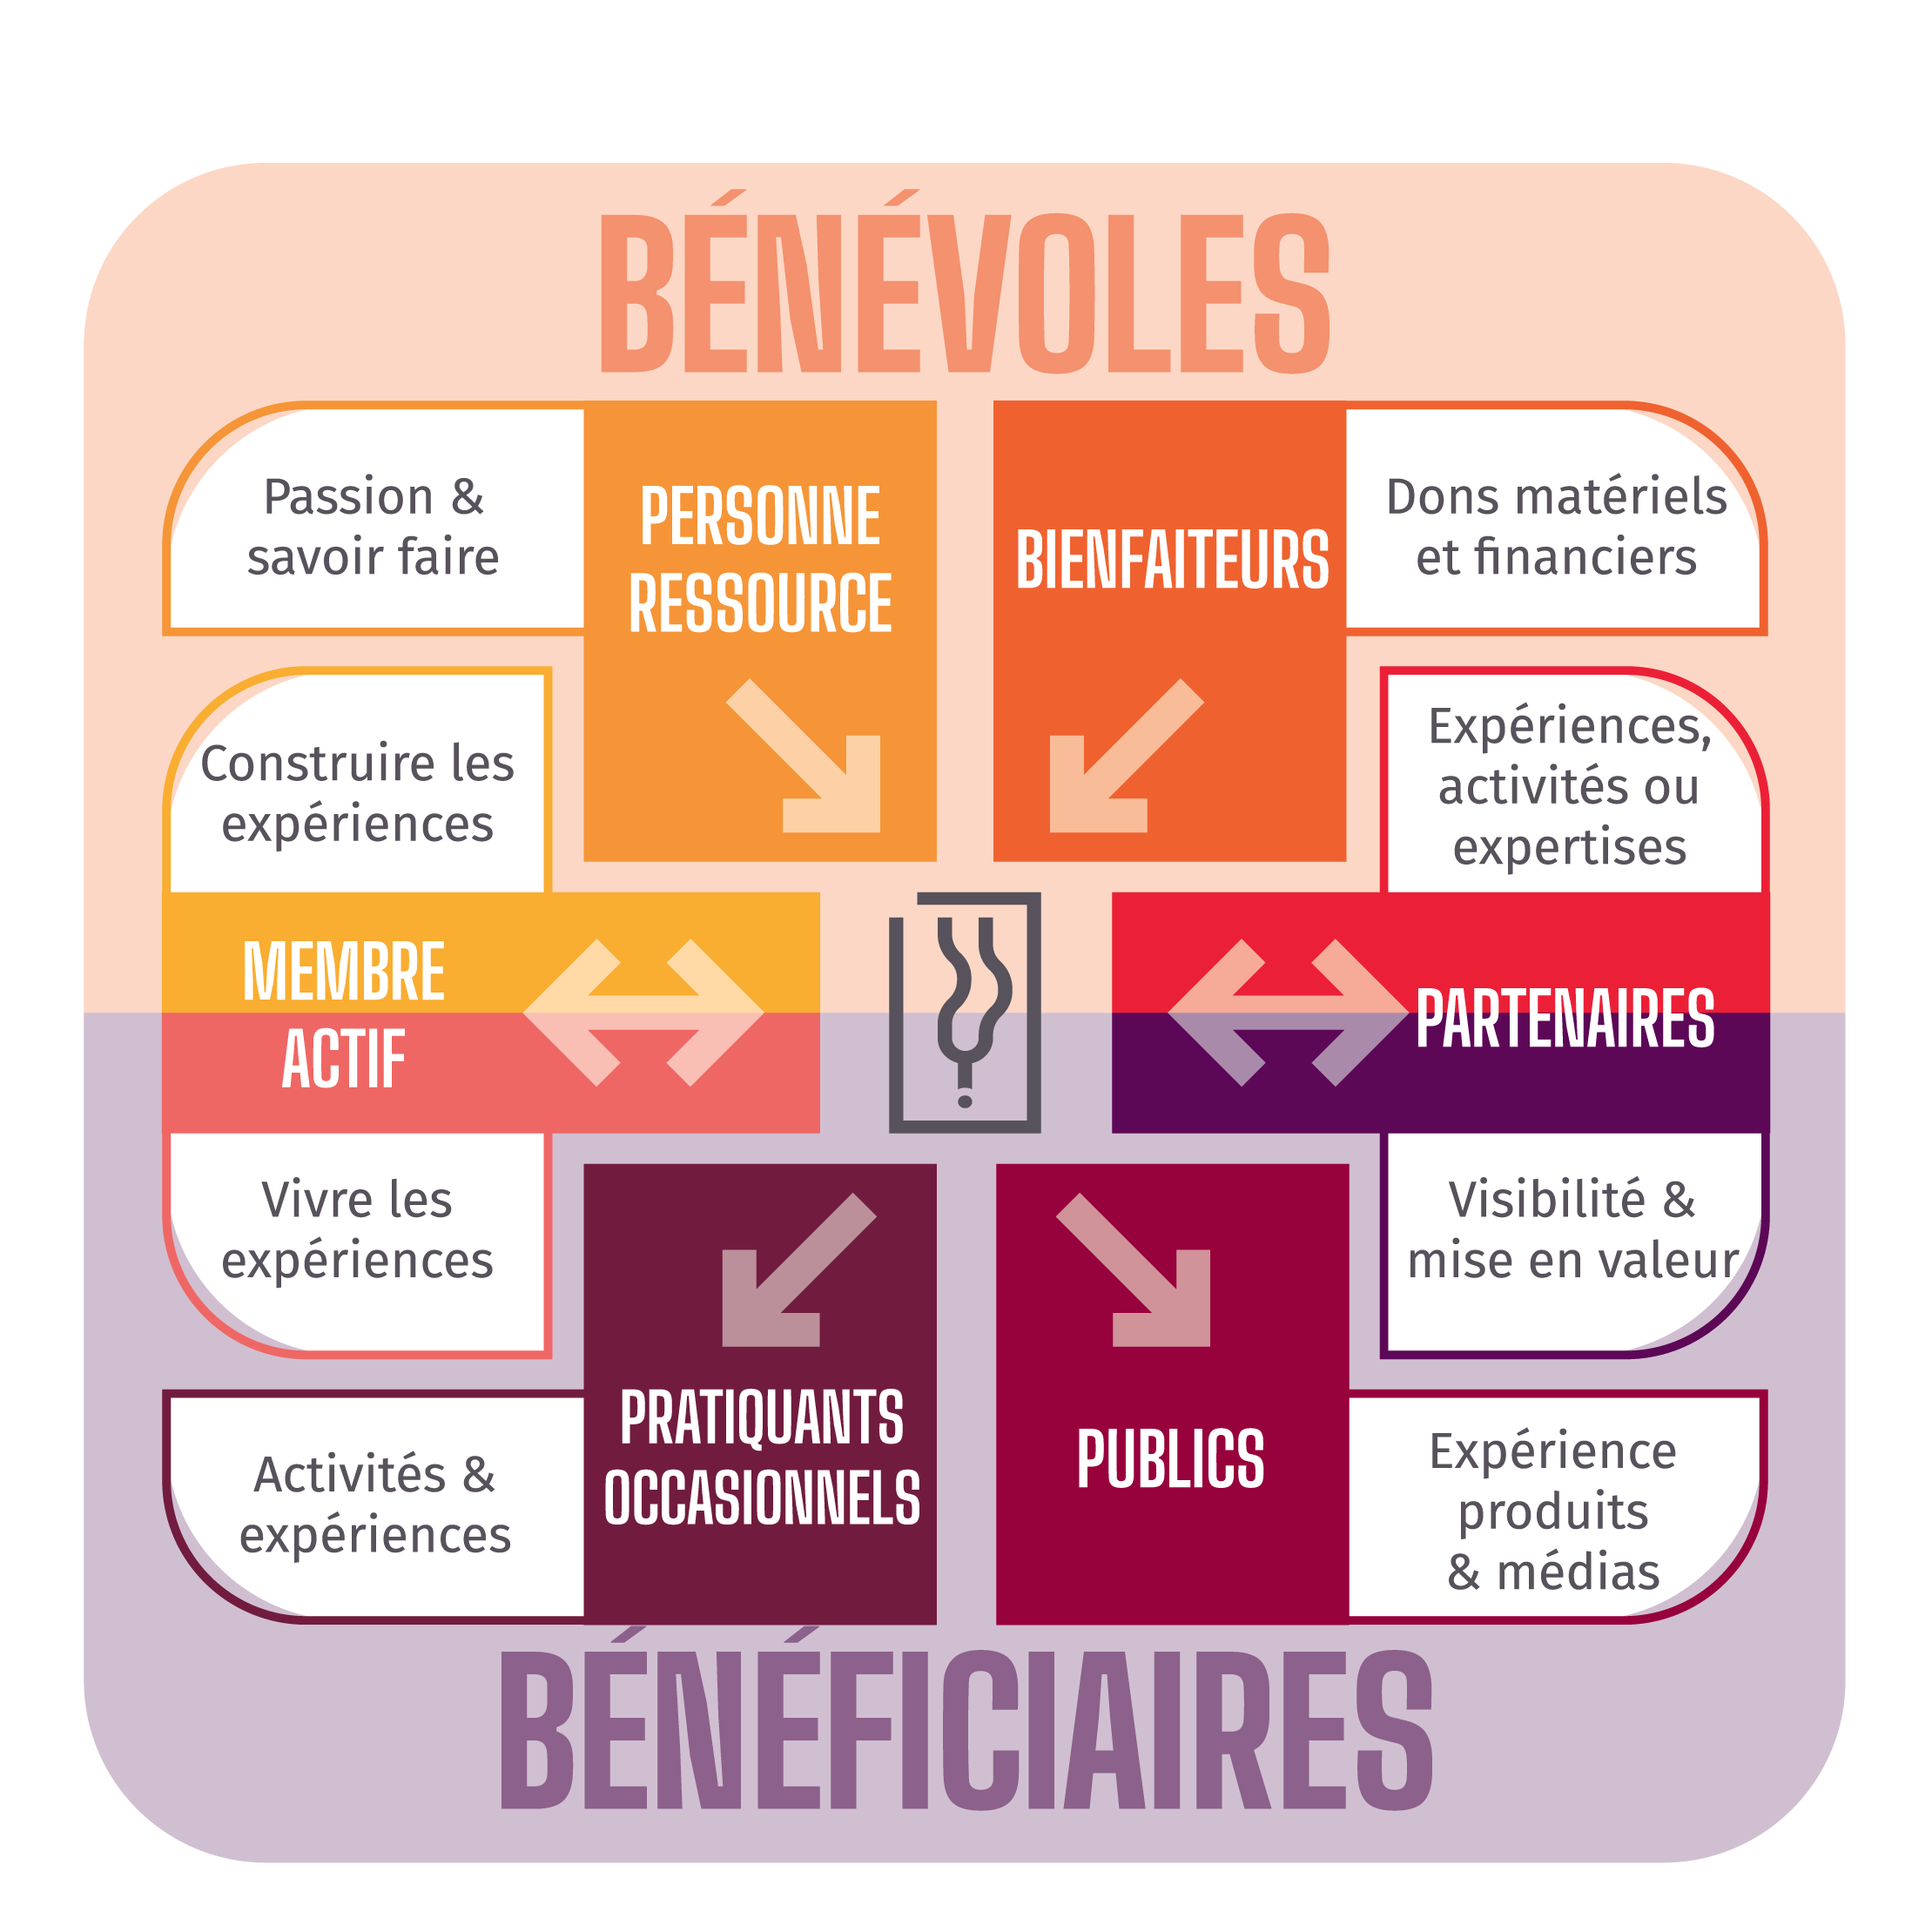 BÉNÉVOLES
Passion &
savoir faire
PERSONNE
RESSOURCE
BIENFAITEURS
Dons matériels
et financiers
Construire les
expériences
Expériences,
activités ou
expertises
MEMBRE
ACTIF
PARTENAIRES
Vivre les
expériences
Visibilité &
mise en valeur
Activités &
expériences
PRATIQUANTS
OCCASIONNELS
PUBLICS
Expérience
produits
& médias
BÉNÉFICIAIRES